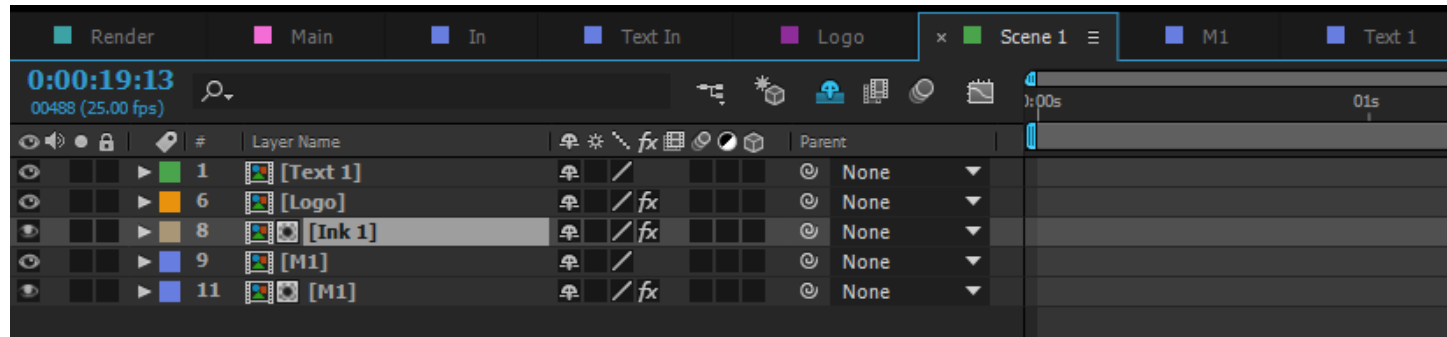 Render Main In Text In Logo × Scene 1 ≡ M1 Text 1
0:00:19:13
00488 (25.00 fps)
):00s 01s
# Layer Name fx Parent
1 [Text 1] None
6 [Logo] fx None
8 [Ink 1] fx None
9 [M1] None
11 [M1] fx None